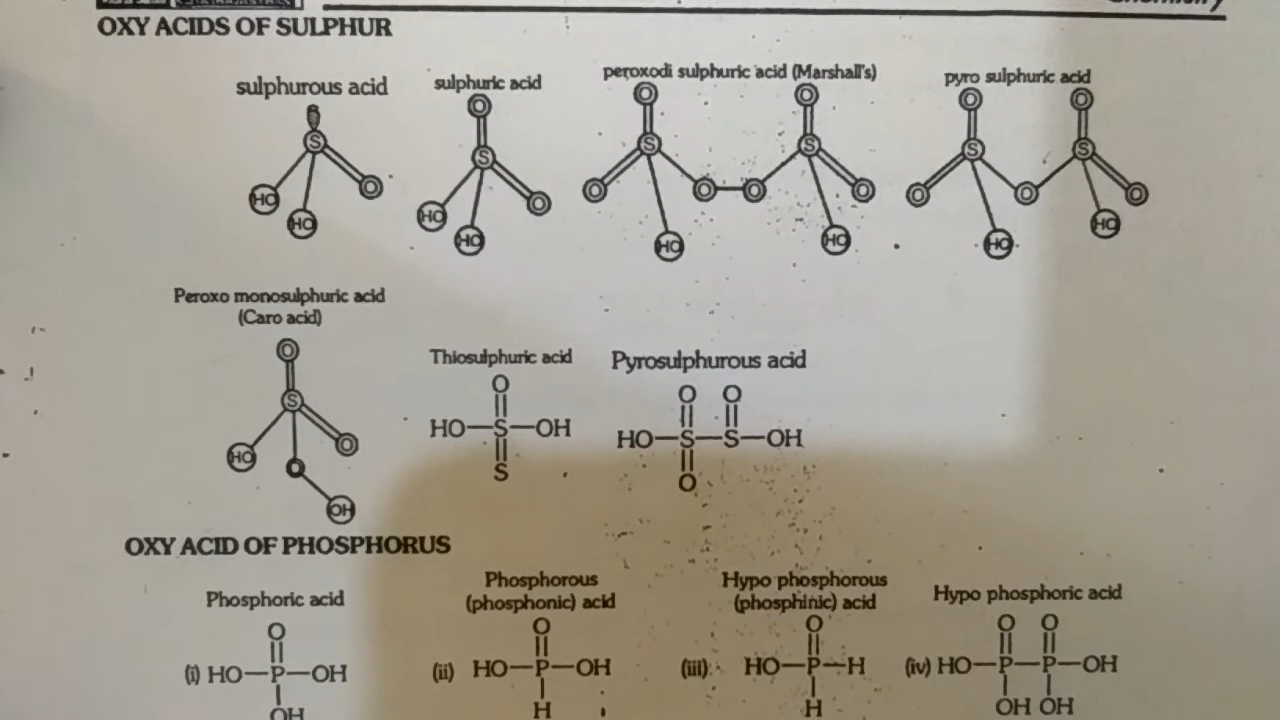 Chemistry
OXY ACIDS OF SULPHUR
sulphurous acid
sulphuric acid
peroxodi sulphuric acid (Marshall's)
pyro sulphuric acid
S
HO
HO
O
O
S
HO
HO
O
O
O
S
S
O
O
O
O
HO
HO
O
O
S
S
O
O
O
HO
HO
Peroxo monosulphuric acid
(Caro acid)
O
S
HO
O
O
OH
Thiosulphuric acid
O
HO–S–OH
S
Pyrosulphurous acid
O O
HO–S–S–OH
O
OXY ACID OF PHOSPHORUS
Phosphoric acid
O
(i) HO–P–OH
OH
Phosphorous
(phosphonic) acid
O
(ii) HO–P–OH
H
Hypo phosphorous
(phosphinic) acid
O
(iii) HO–P–H
H
Hypo phosphoric acid
O O
(iv) HO–P–P–OH
OH OH